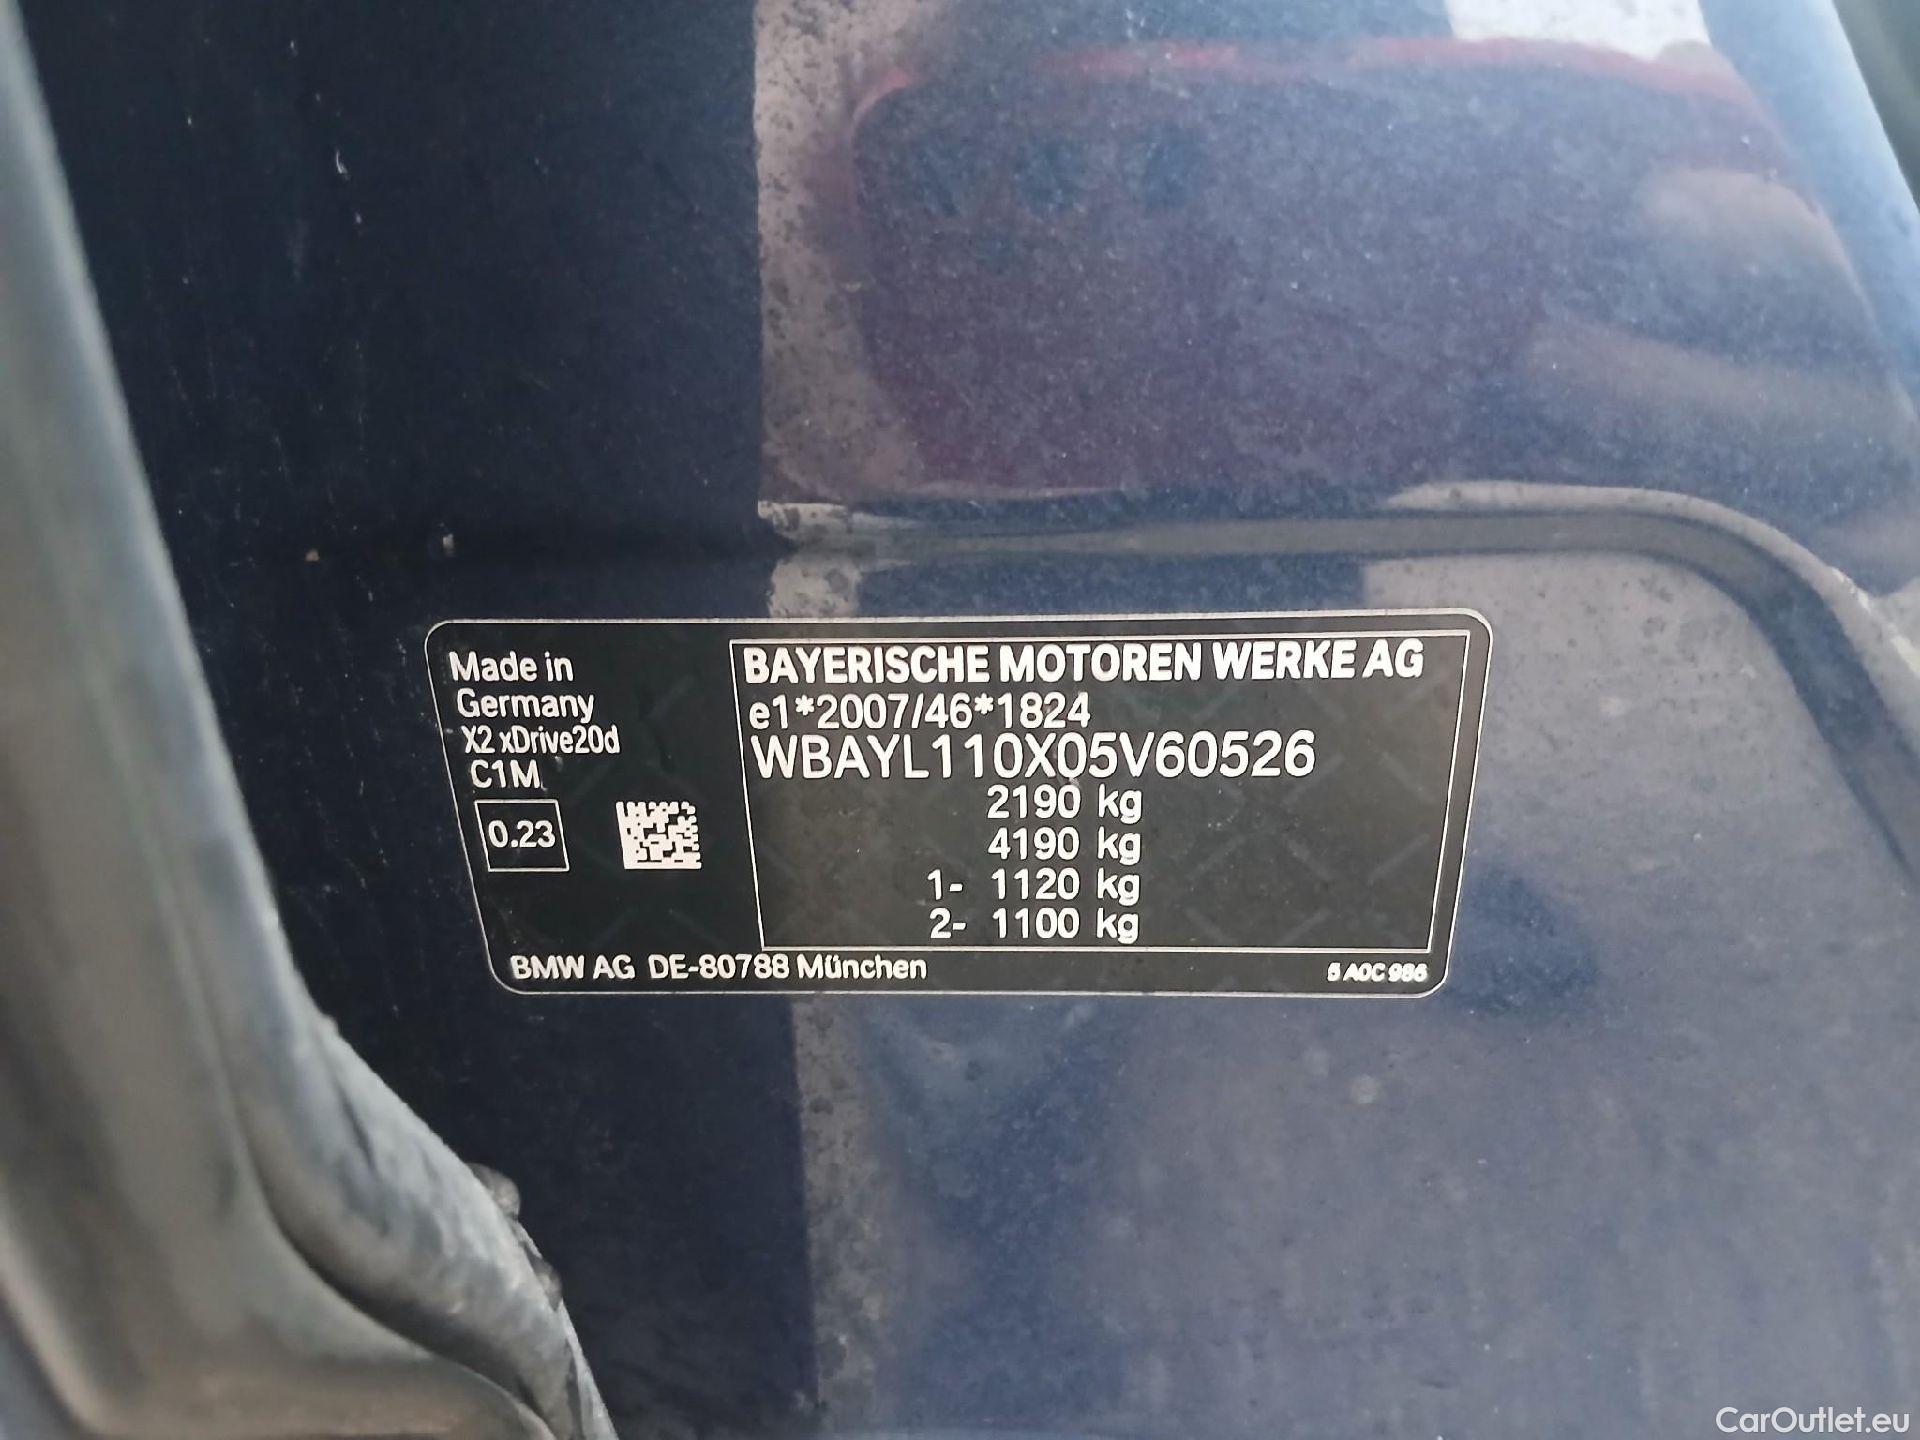 Made in
Germany
X2 xDrive20d
C1M
0.23
BAYERISCHE MOTOREN WERKE AG
e1*2007/46*1824
WBAYL110X05V60526
2190 kg
4190 kg
1- 1120 kg
2- 1100 kg
BMW AG DE-80788 München
5 A0C 986
CarOutlet.eu